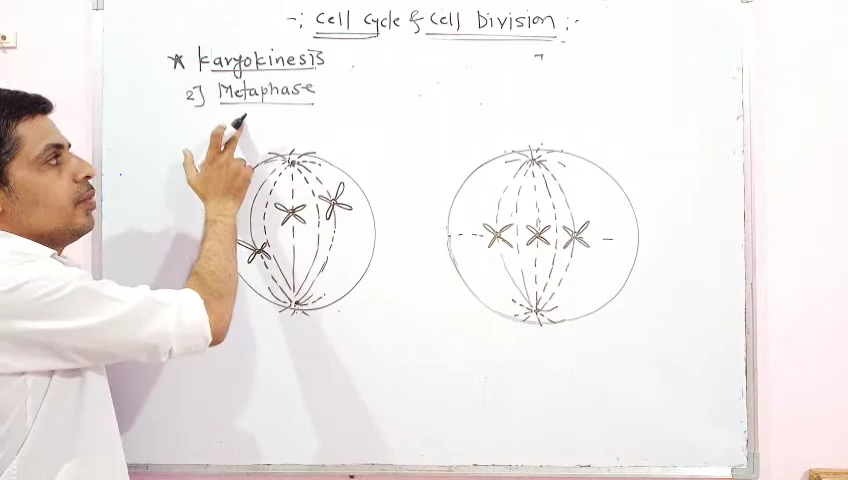 -: Cell Cycle & Cell Division :-
* Karyokinesis
2] Metaphase